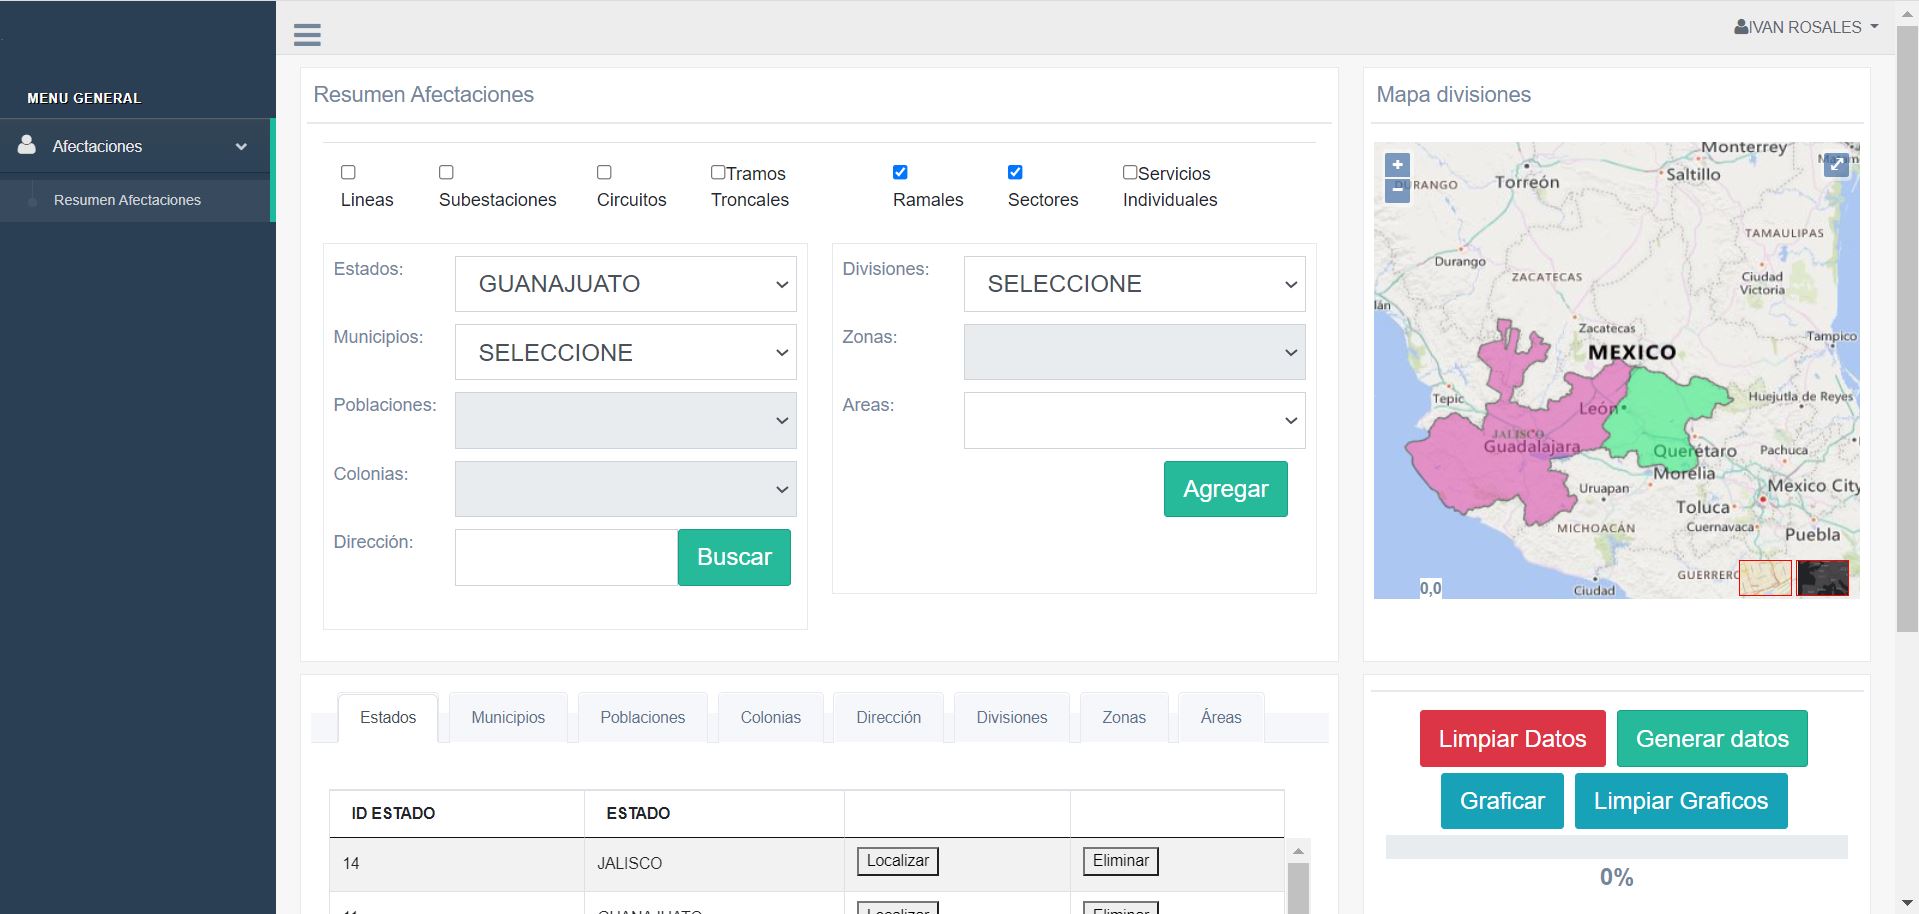 IVAN ROSALES
MENU GENERAL
Afectaciones
Resumen Afectaciones
Resumen Afectaciones
Lineas
Subestaciones
Circuitos
Tramos
Troncales
Ramales
Sectores
Servicios
Individuales
Estados:
GUANAJUATO
Municipios:
SELECCIONE
Poblaciones:
Colonias:
Dirección:
Buscar
Divisiones:
SELECCIONE
Zonas:
Areas:
Agregar
Mapa divisiones
+
−
Monterrey
Saltillo
DURANGO
Torreón
TAMAULIPAS
Durango
ZACATECAS
Ciudad
Victoria
Zacatecas
Tampico
MEXICO
Tepic
León
Huejutla de Reyes
JALISCO
Guadalajara
Querétaro
Pachuca
Morelia
Uruapan
Mexico City
Toluca
MICHOACÁN
Cuernavaca
Puebla
GUERRERO
0,0
Ciudad
Estados
Municipios
Poblaciones
Colonias
Dirección
Divisiones
Zonas
Áreas
ID ESTADO ESTADO
14 JALISCO Localizar Eliminar
11 GUANAJUATO Localizar Eliminar
Limpiar Datos
Generar datos
Graficar
Limpiar Graficos
0%